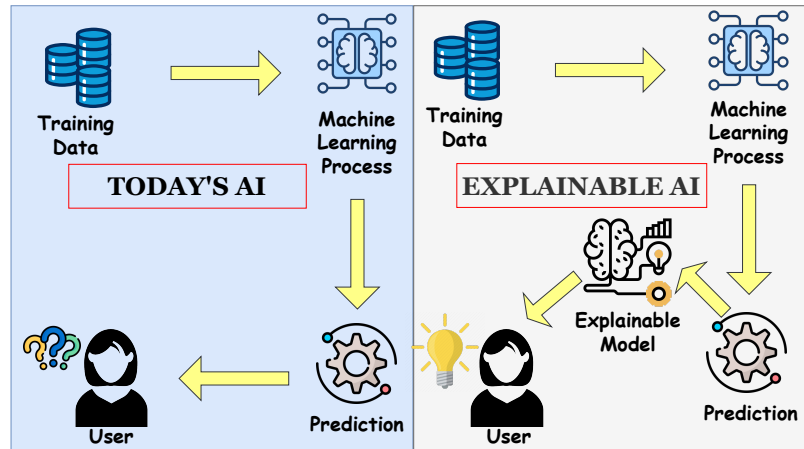 Training
Data
Machine
Learning
Process
TODAY'S AI
Prediction
User
Training
Data
Machine
Learning
Process
EXPLAINABLE AI
Explainable
Model
Prediction
User